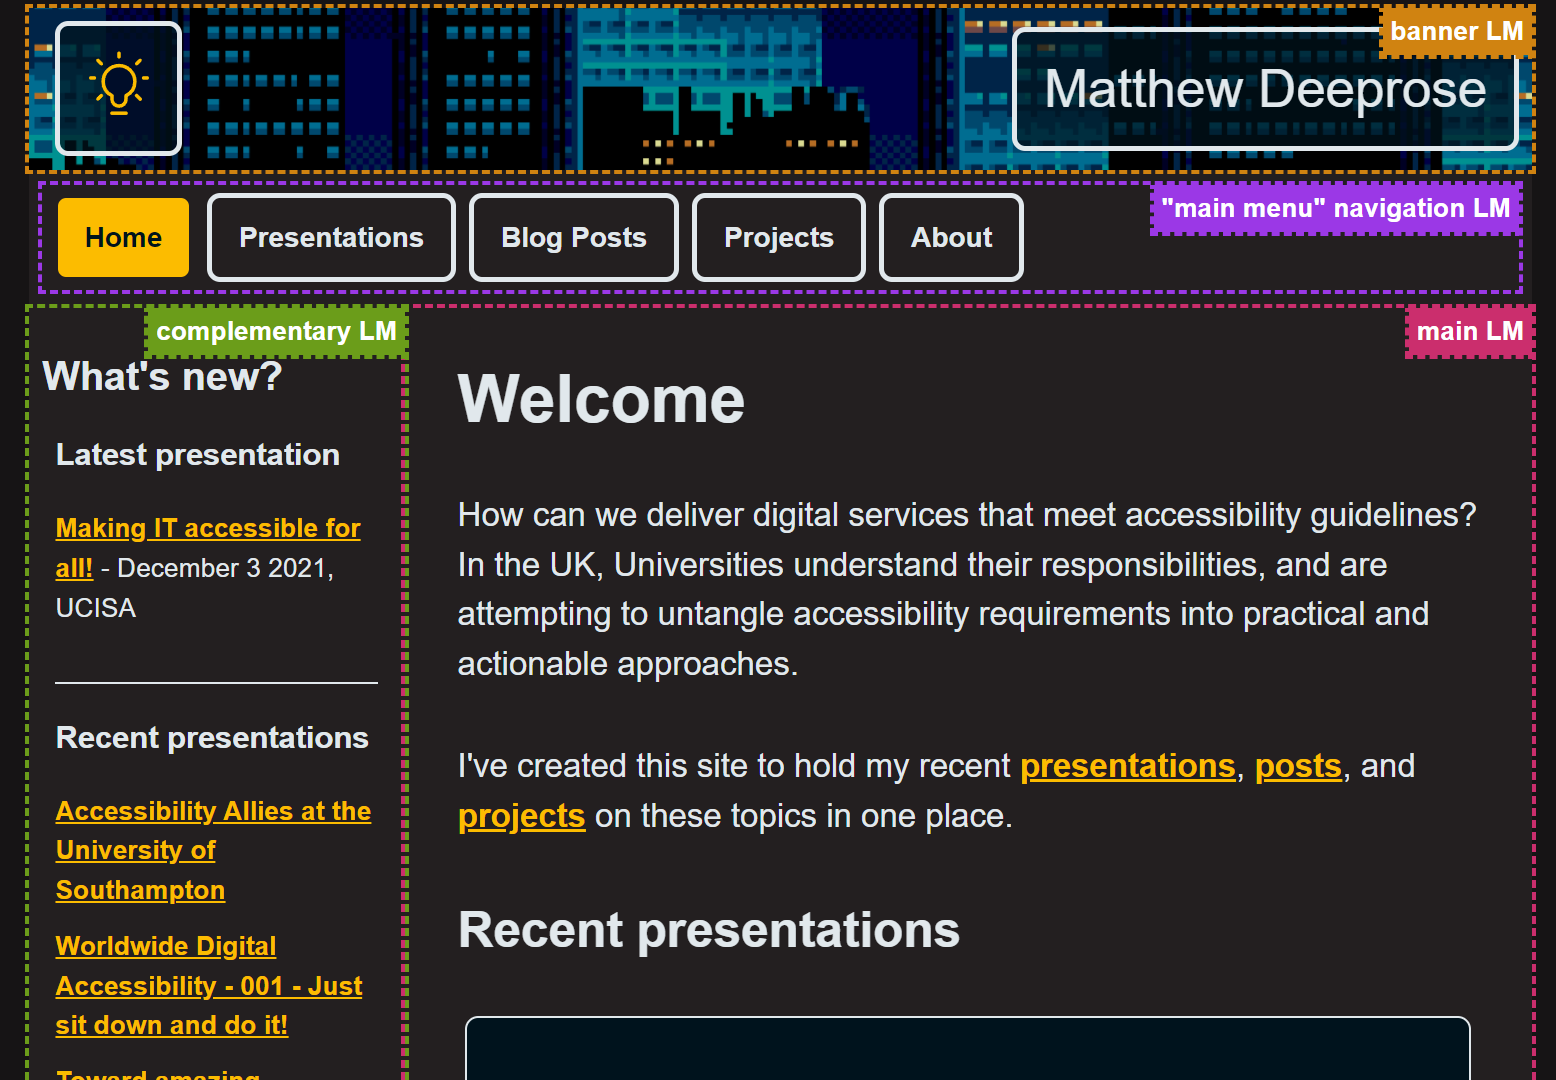 banner LM
Matthew Deeprose
"main menu" navigation LM
Home
Presentations
Blog Posts
Projects
About
complementary LM
What's new?
Latest presentation
Making IT accessible for
all! - December 3 2021,
UCISA
Recent presentations
Accessibility Allies at the
University of
Southampton
Worldwide Digital
Accessibility - 001 - Just
sit down and do it!
Toward amazing
main LM
Welcome
How can we deliver digital services that meet accessibility guidelines?
In the UK, Universities understand their responsibilities, and are
attempting to untangle accessibility requirements into practical and
actionable approaches.
I've created this site to hold my recent presentations, posts, and
projects on these topics in one place.
Recent presentations